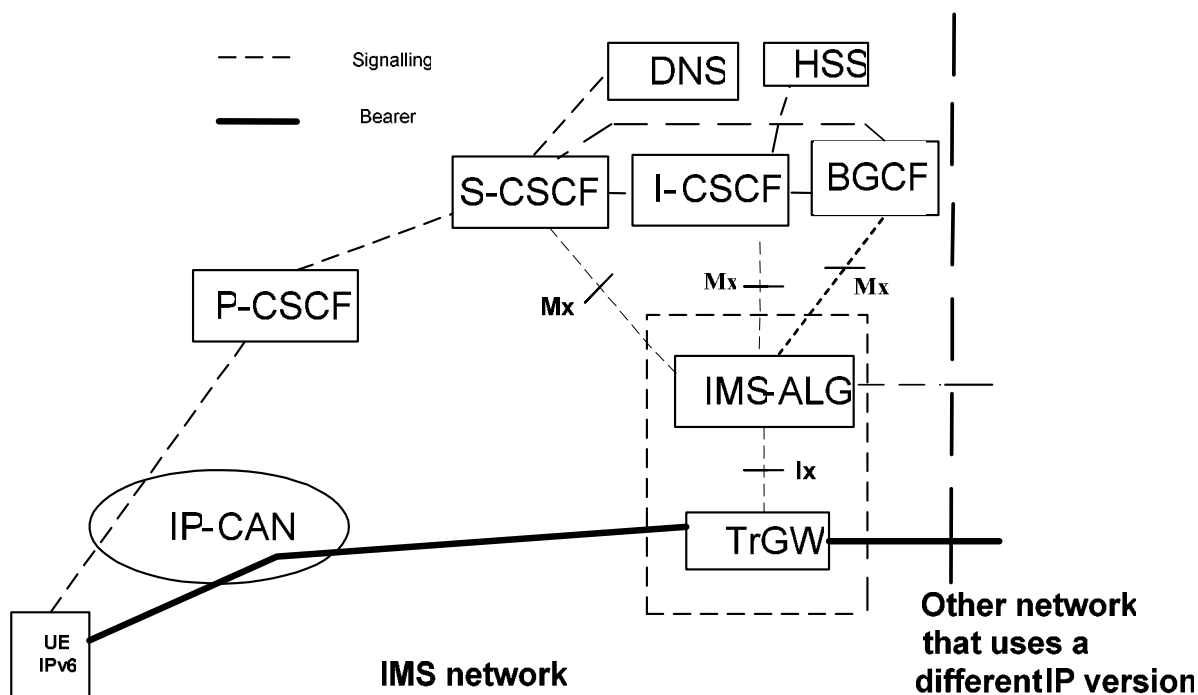 Signalling
Bearer
DNS
HSS
S-CSCF
I-CSCF
BGCF
P-CSCF
Mx
Mx
Mx
IMS-ALG
Ix
IP-CAN
TrGW
UE
IPv6
IMS network
Other network
that uses a
differentIP version